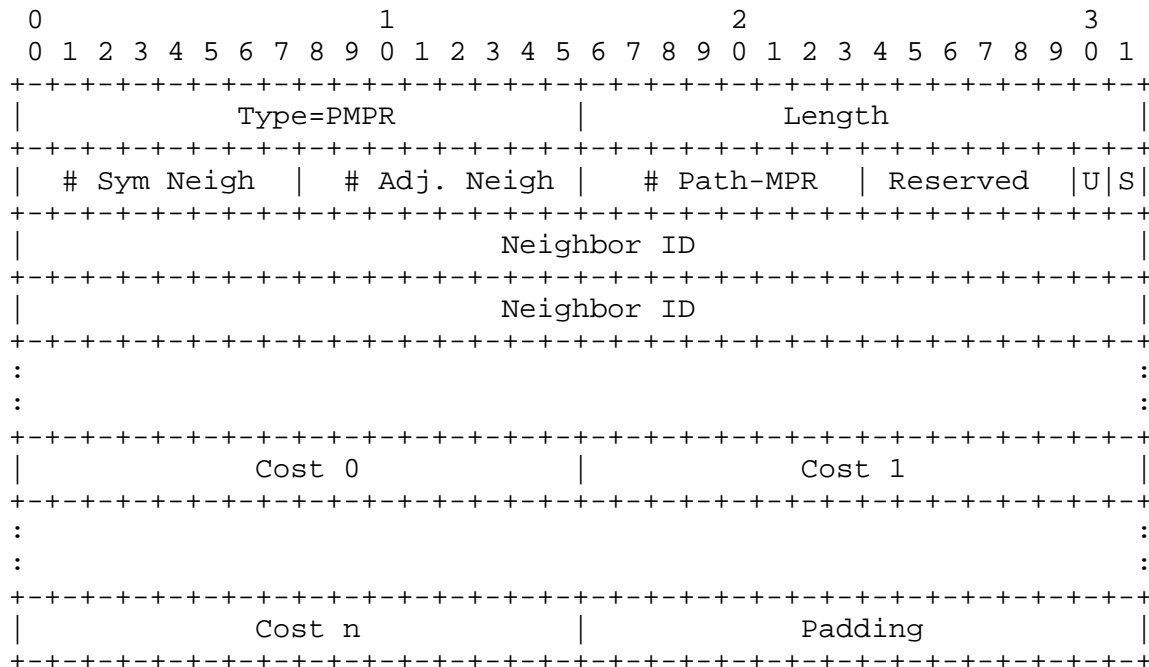 0                   1                   2                   3
 0 1 2 3 4 5 6 7 8 9 0 1 2 3 4 5 6 7 8 9 0 1 2 3 4 5 6 7 8 9 0 1
+-+-+-+-+-+-+-+-+-+-+-+-+-+-+-+-+-+-+-+-+-+-+-+-+-+-+-+-+-+-+-+-+
|            Type=PMPR          |           Length              |
+-+-+-+-+-+-+-+-+-+-+-+-+-+-+-+-+-+-+-+-+-+-+-+-+-+-+-+-+-+-+-+-+
|  # Sym Neigh  |  # Adj. Neigh |   # Path-MPR  | Reserved  |U|S|
+-+-+-+-+-+-+-+-+-+-+-+-+-+-+-+-+-+-+-+-+-+-+-+-+-+-+-+-+-+-+-+-+
|                           Neighbor ID                         |
+-+-+-+-+-+-+-+-+-+-+-+-+-+-+-+-+-+-+-+-+-+-+-+-+-+-+-+-+-+-+-+-+
|                           Neighbor ID                         |
+-+-+-+-+-+-+-+-+-+-+-+-+-+-+-+-+-+-+-+-+-+-+-+-+-+-+-+-+-+-+-+-+
:                                                               :
:                                                               :
+-+-+-+-+-+-+-+-+-+-+-+-+-+-+-+-+-+-+-+-+-+-+-+-+-+-+-+-+-+-+-+-+
|             Cost 0            |            Cost 1             |
+-+-+-+-+-+-+-+-+-+-+-+-+-+-+-+-+-+-+-+-+-+-+-+-+-+-+-+-+-+-+-+-+
:                                                               :
:                                                               :
+-+-+-+-+-+-+-+-+-+-+-+-+-+-+-+-+-+-+-+-+-+-+-+-+-+-+-+-+-+-+-+-+
|             Cost n            |            Padding            |
+-+-+-+-+-+-+-+-+-+-+-+-+-+-+-+-+-+-+-+-+-+-+-+-+-+-+-+-+-+-+-+-+